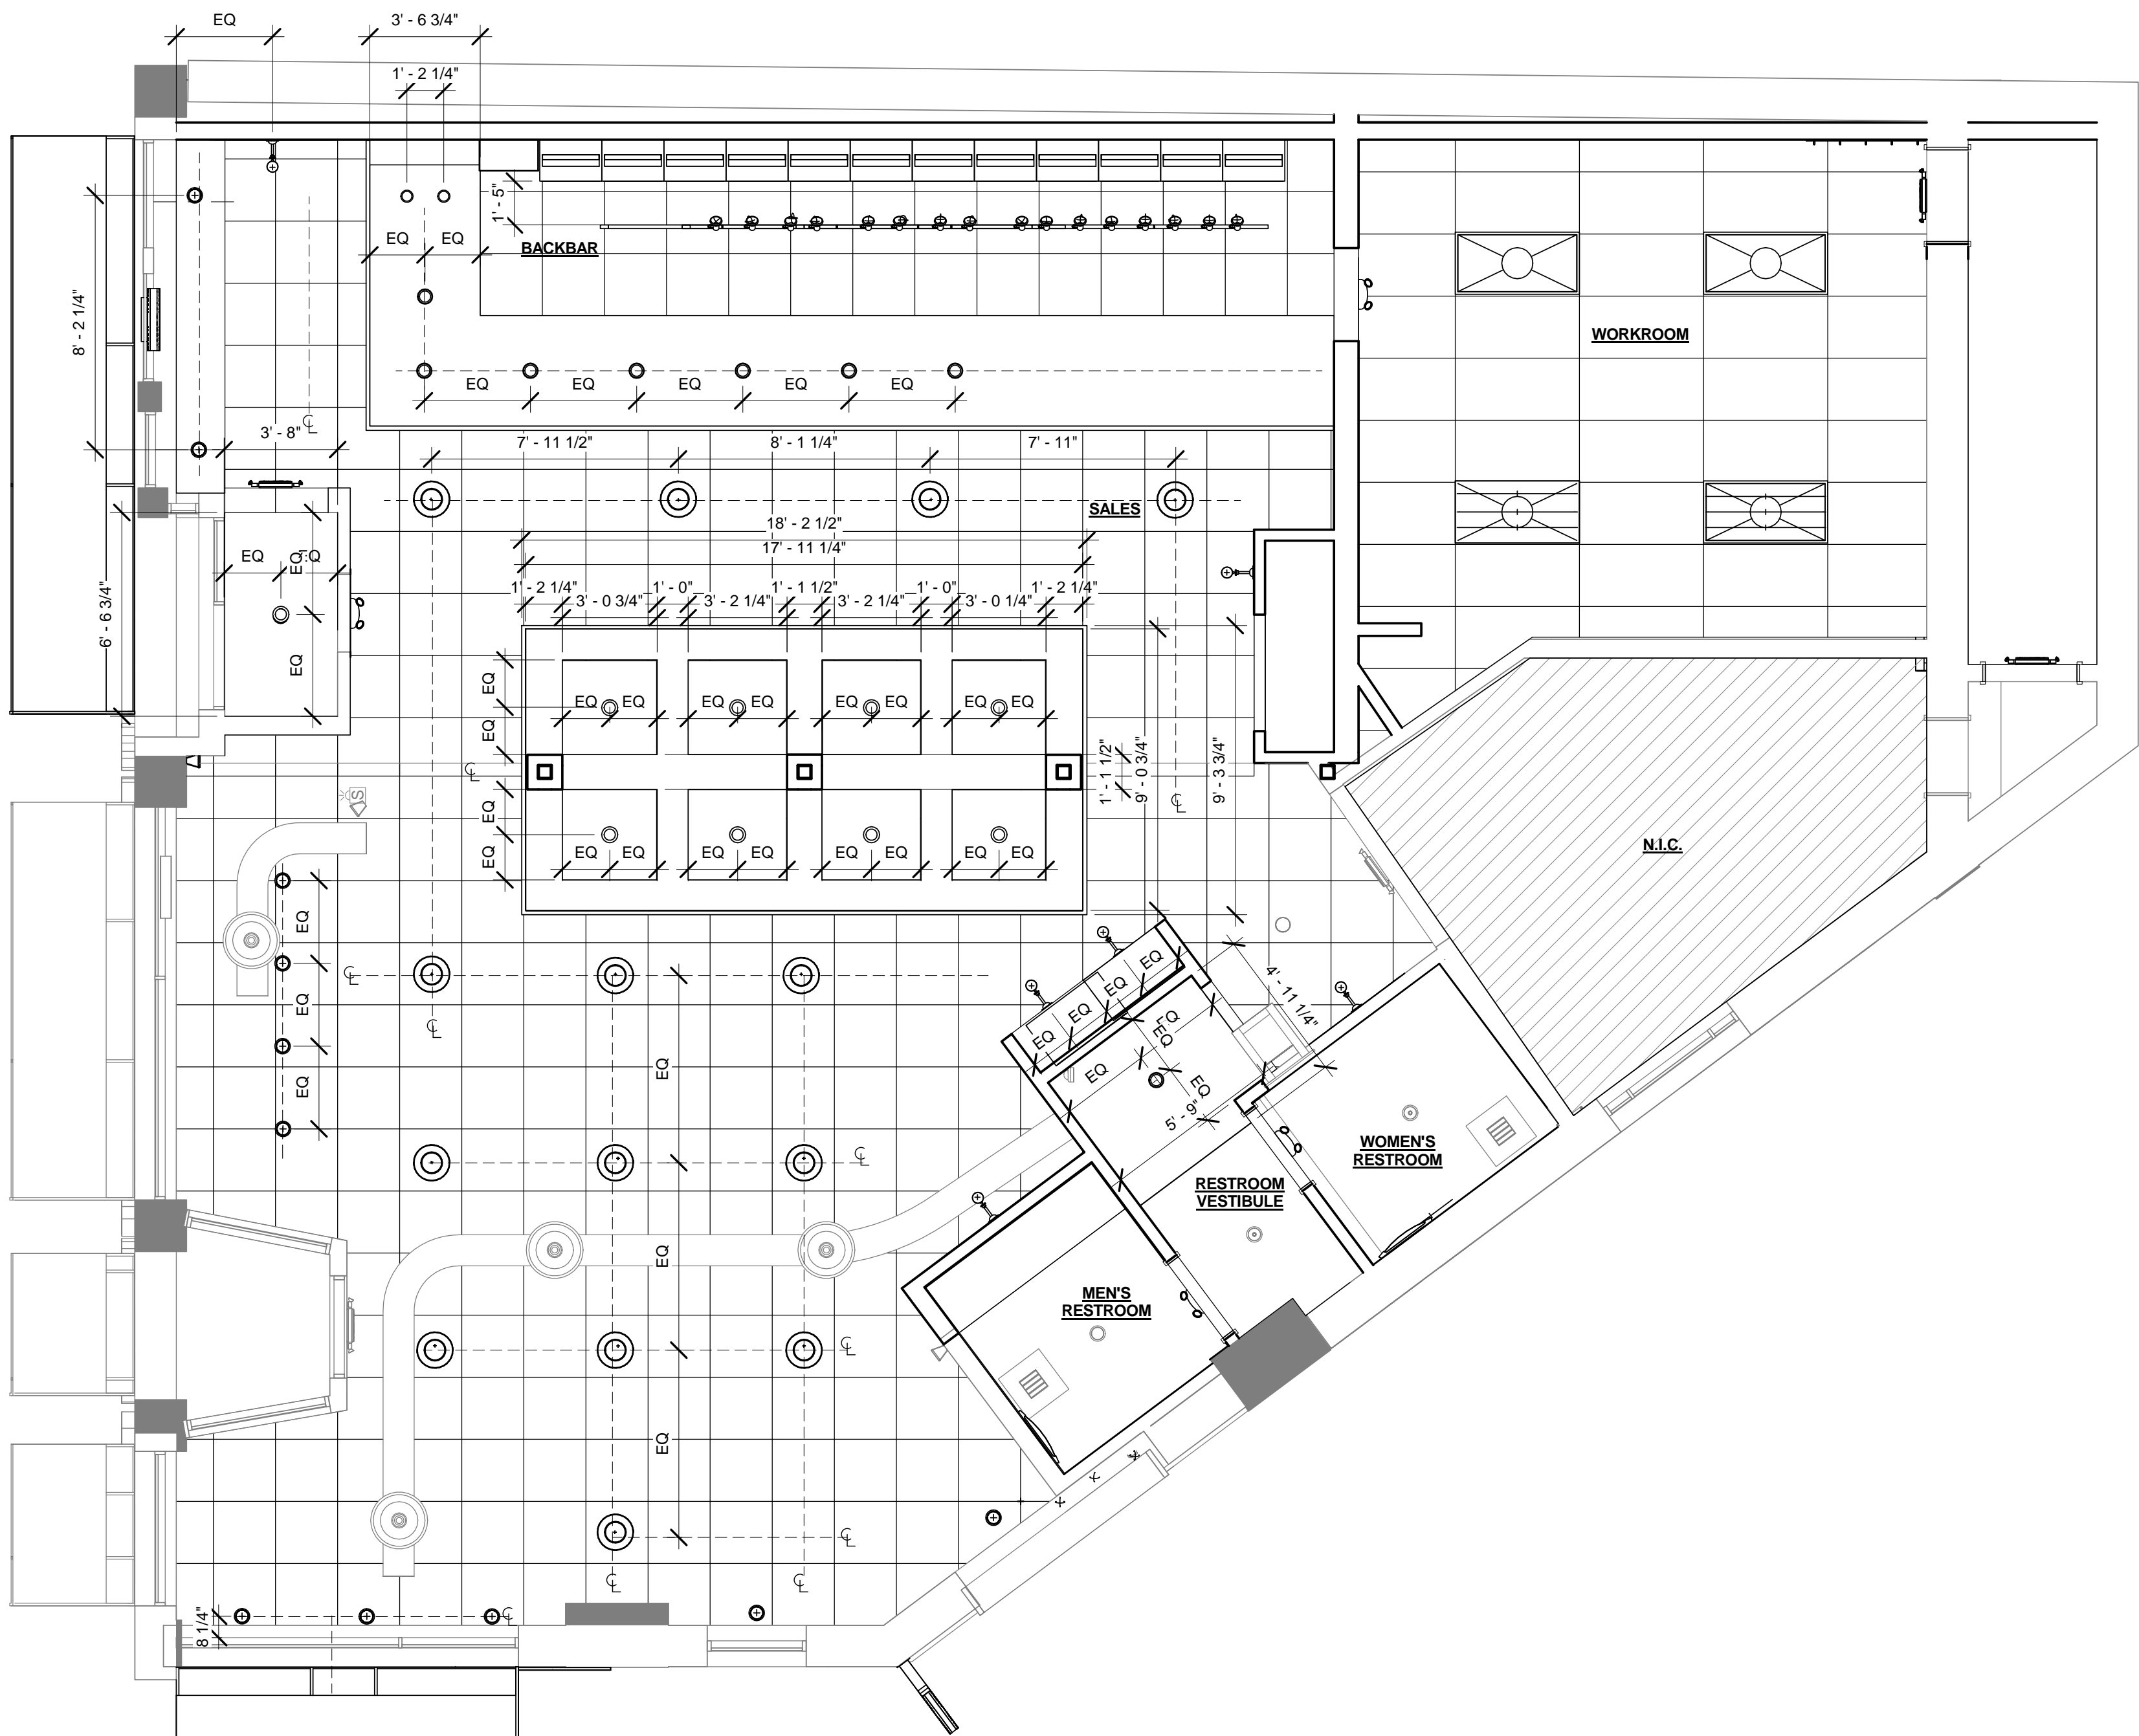 EQ
3' - 6 3/4"
1' - 2 1/4"
1' - 5"
EQ
EQ
BACKBAR
8' - 2 1/4"
WORKROOM
EQ
EQ
EQ
EQ
EQ
3' - 8"
7' - 11 1/2"
8' - 1 1/4"
7' - 11"
SALES
18' - 2 1/2"
17' - 11 1/4"
EQ
EQ
EQ
EQ
6' - 6 3/4"
1' - 2 1/4"
1' - 0"
1' - 1 1/2"
1' - 0"
1' - 2 1/4"
3' - 0 3/4"
3' - 2 1/4"
3' - 2 1/4"
3' - 0 1/4"
EQ
EQ
EQ
EQ
EQ
EQ
EQ
EQ
EQ
EQ
1' - 1 1/2"
9' - 0 3/4"
9' - 3 3/4"
S
EQ
EQ
EQ
EQ
EQ
EQ
EQ
EQ
EQ
EQ
N.I.C.
EQ
EQ
EQ
EQ
EQ
EQ
EQ
4' - 11 1/4"
EQ
EQ
EQ
EQ
5' - 9"
EQ
WOMEN'S
RESTROOM
RESTROOM
VESTIBULE
EQ
MEN'S
RESTROOM
EQ
8 1/4"